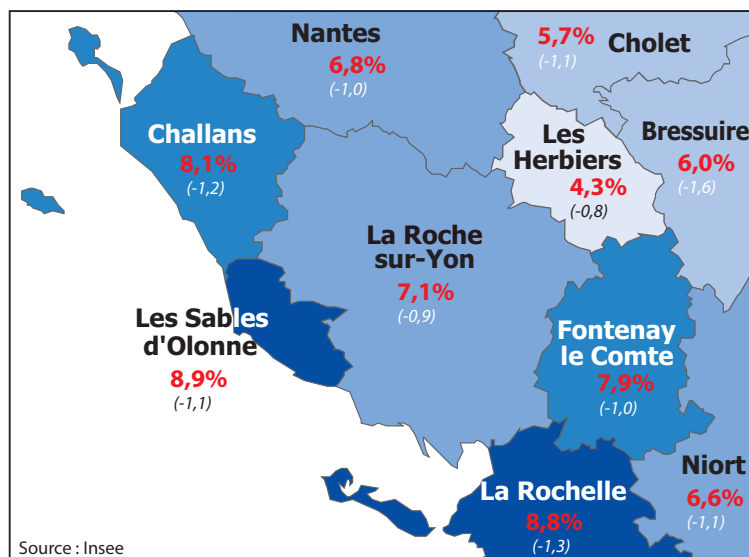 Nantes
6,8%
(-1,0)
5,7%
(-1,1)
Cholet
Challans
8,1%
(-1,2)
Les
Herbiers
4,3%
(-0,8)
Bressuire
6,0%
(-1,6)
La Roche
sur-Yon
7,1%
(-0,9)
Les Sables
d'Olonne
8,9%
(-1,1)
Fontenay
le Comte
7,9%
(-1,0)
La Rochelle
8,8%
(-1,3)
Niort
6,6%
(-1,1)
Source : Insee